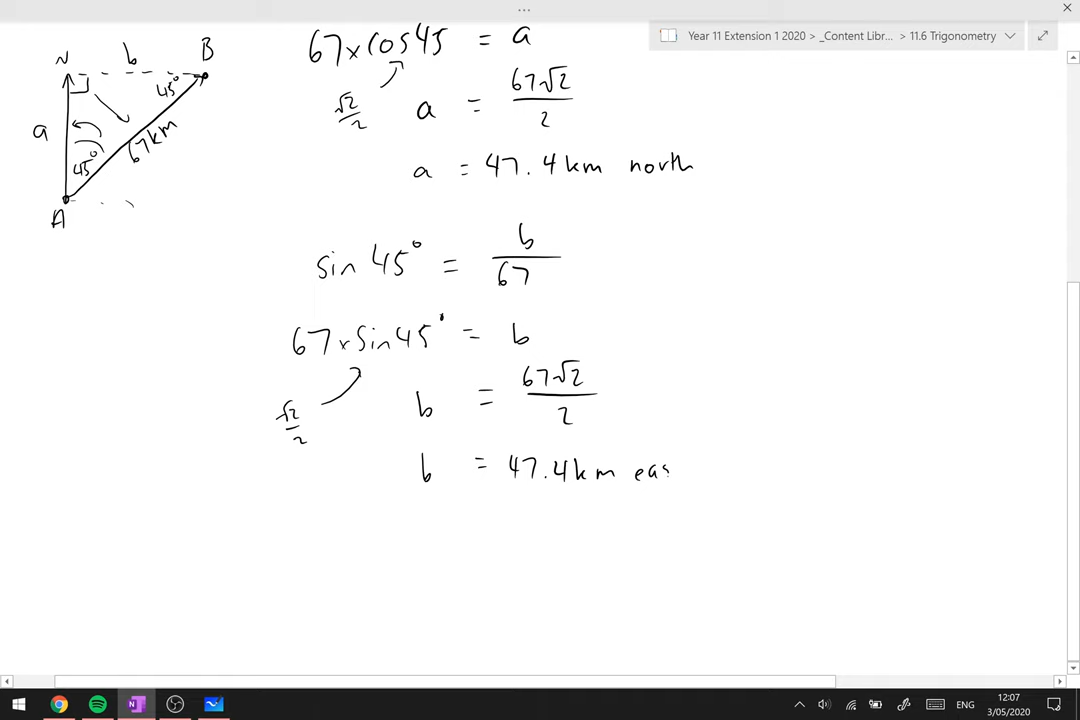 Year 11 Extension 1 2020 > _Content Libr... > 11.6 Trigonometry
N b B
45°
a
67km
45°
A
67×cos45 = a
√2/2
a = 67√2/2
a = 47.4km north
sin 45° = b/67
67×sin45° = b
√2/2
b = 67√2/2
b = 47.4km eas
ENG
12:07
3/05/2020